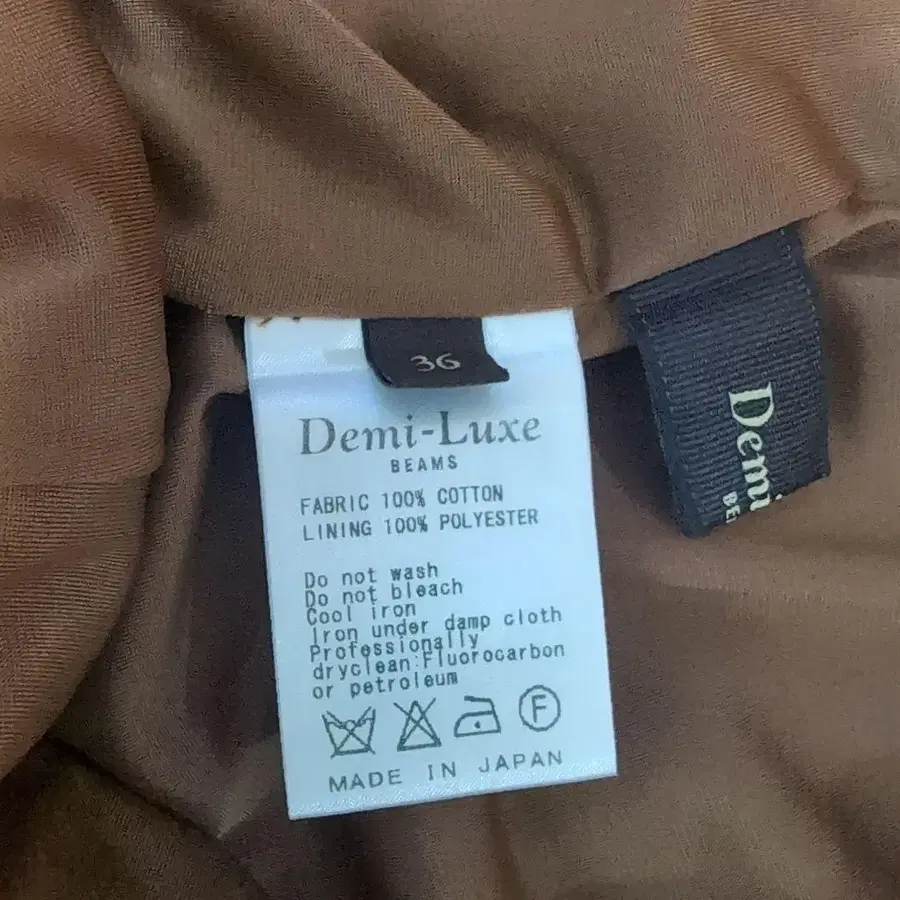 36
Demi-Luxe
BEAMS
FABRIC 100% COTTON
LINING 100% POLYESTER
Do not wash
Do not bleach
Cool iron
Iron under damp cloth
Professionally
dryclean:Fluorocarbon
or petroleum
F
MADE IN JAPAN
Demi
BE